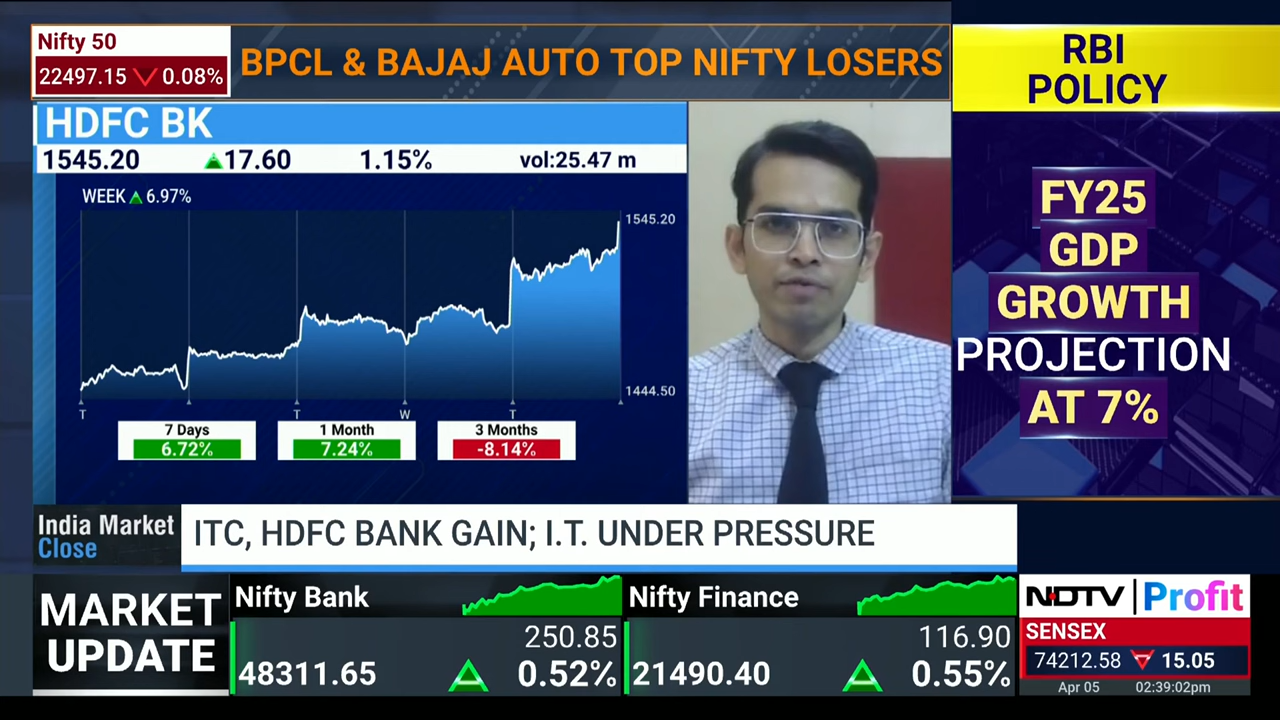 Nifty 50
22497.15 0.08%
BPCL & BAJAJ AUTO TOP NIFTY LOSERS
RBI
POLICY
HDFC BK
1545.20 17.60 1.15% vol:25.47 m
WEEK 6.97%
1545.20
1444.50
T T W T
7 Days
6.72%
1 Month
7.24%
3 Months
-8.14%
FY25
GDP
GROWTH
PROJECTION
AT 7%
India Market
Close
ITC, HDFC BANK GAIN; I.T. UNDER PRESSURE
MARKET
UPDATE
Nifty Bank
250.85
48311.65 0.52%
Nifty Finance
116.90
21490.40 0.55%
NDTV Profit
SENSEX
74212.58 15.05
Apr 05 02:39:02pm